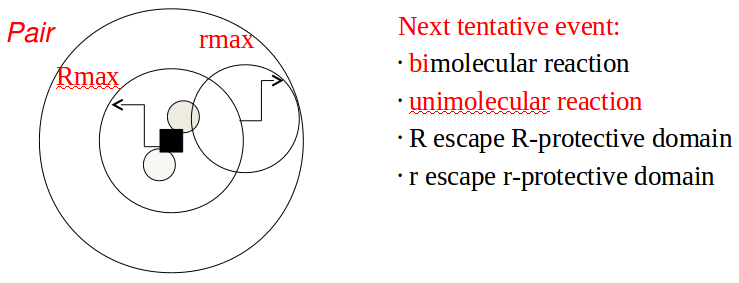 Pair
rmax
Rmax
Next tentative event:
· bimolecular reaction
· unimolecular reaction
· R escape R-protective domain
· r escape r-protective domain